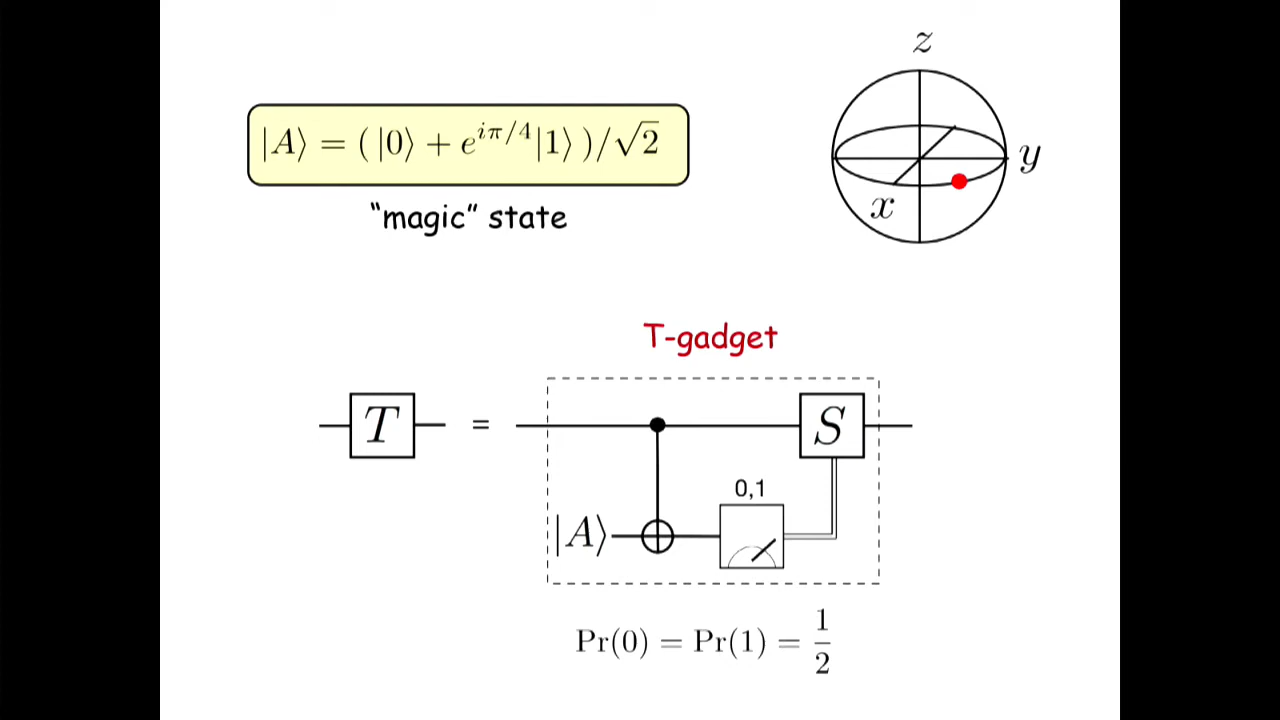 z
|A⟩ = ( |0⟩ + e^{iπ/4}|1⟩ )/√2
y
"magic" state
x
T-gadget
T = S
0,1
|A⟩
Pr(0) = Pr(1) = 1/2